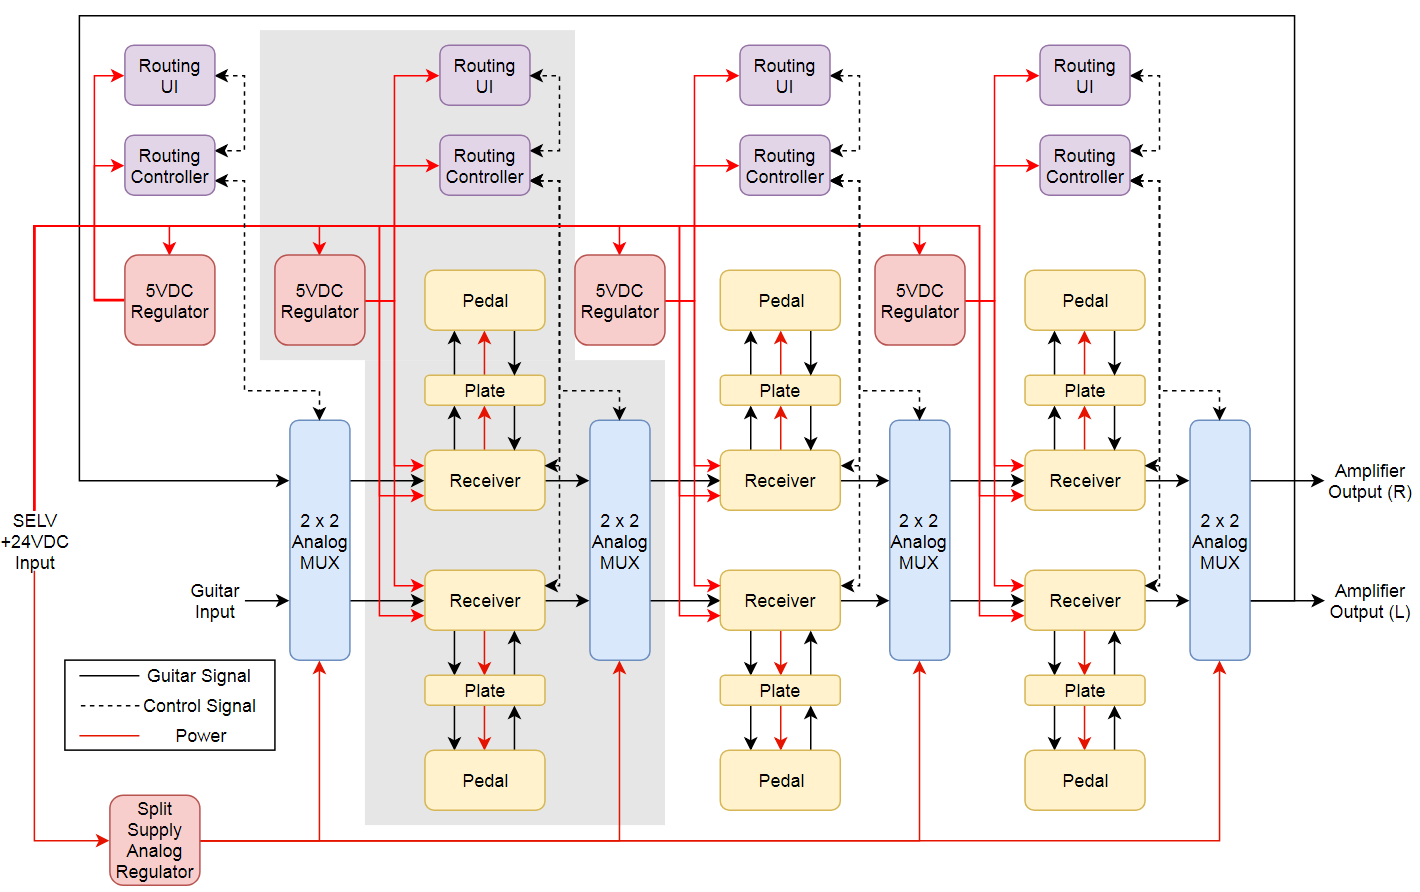 Routing
UI
Routing
UI
Routing
UI
Routing
UI
Routing
Controller
Routing
Controller
Routing
Controller
Routing
Controller
5VDC
Regulator
5VDC
Regulator
Pedal
5VDC
Regulator
Pedal
5VDC
Regulator
Pedal
Plate
Plate
Plate
Receiver
Receiver
Receiver
Amplifier
Output (R)
SELV
+24VDC
Input
2 x 2
Analog
MUX
2 x 2
Analog
MUX
2 x 2
Analog
MUX
2 x 2
Analog
MUX
Guitar
Input
Receiver
Receiver
Receiver
Amplifier
Output (L)
Guitar Signal
Control Signal
Power
Plate
Plate
Plate
Pedal
Pedal
Pedal
Split
Supply
Analog
Regulator